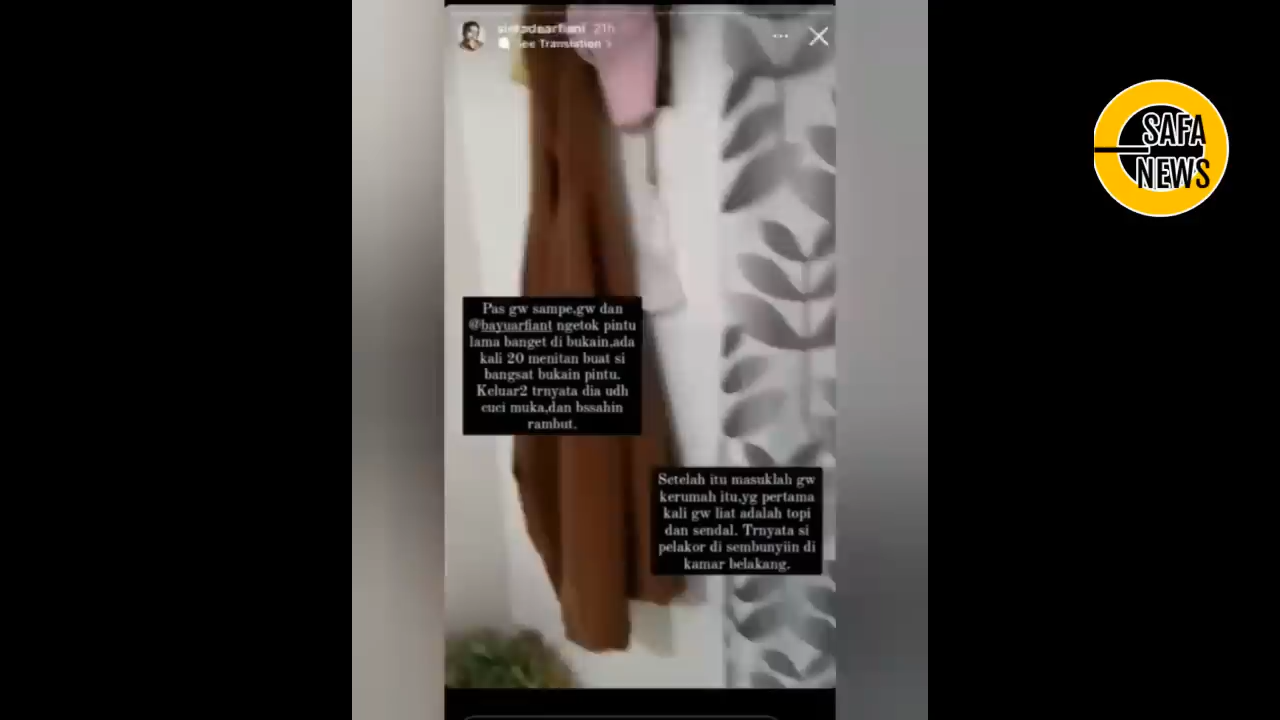 21h
See Translation >
SAFA
NEWS
Pas gw sampe,gw dan
@bayuarfiant ngetok pintu
lama banget di bukain,ada
kali 20 menitan buat si
bangsat bukain pintu.
Keluar2 trnyata dia udh
cuci muka,dan bssahin
rambut.
Setelah itu masuklah gw
kerumah itu,yg pertama
kali gw liat adalah topi
dan sendal. Trnyata si
pelakor di sembunyiin di
kamar belakang.